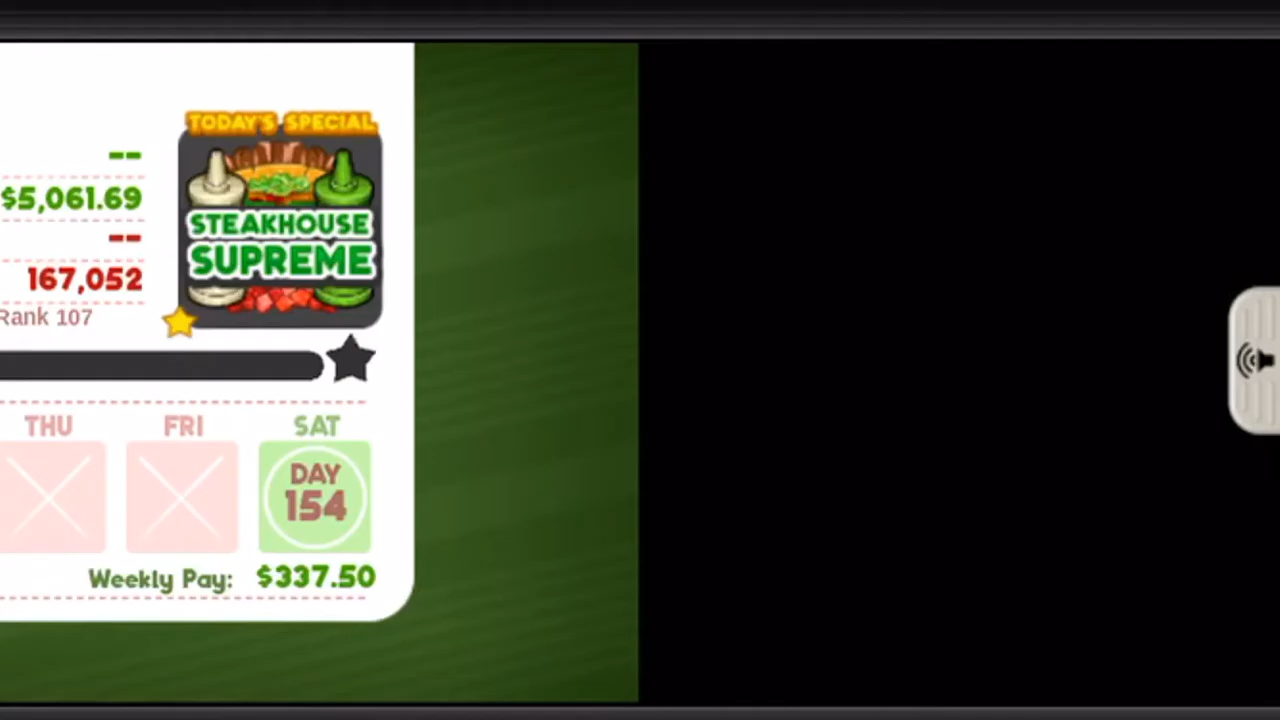 TODAY'S SPECIAL
--
$5,061.69
STEAKHOUSE
SUPREME
--
167,052
Rank 107
THU FRI SAT
DAY
154
Weekly Pay: $337.50